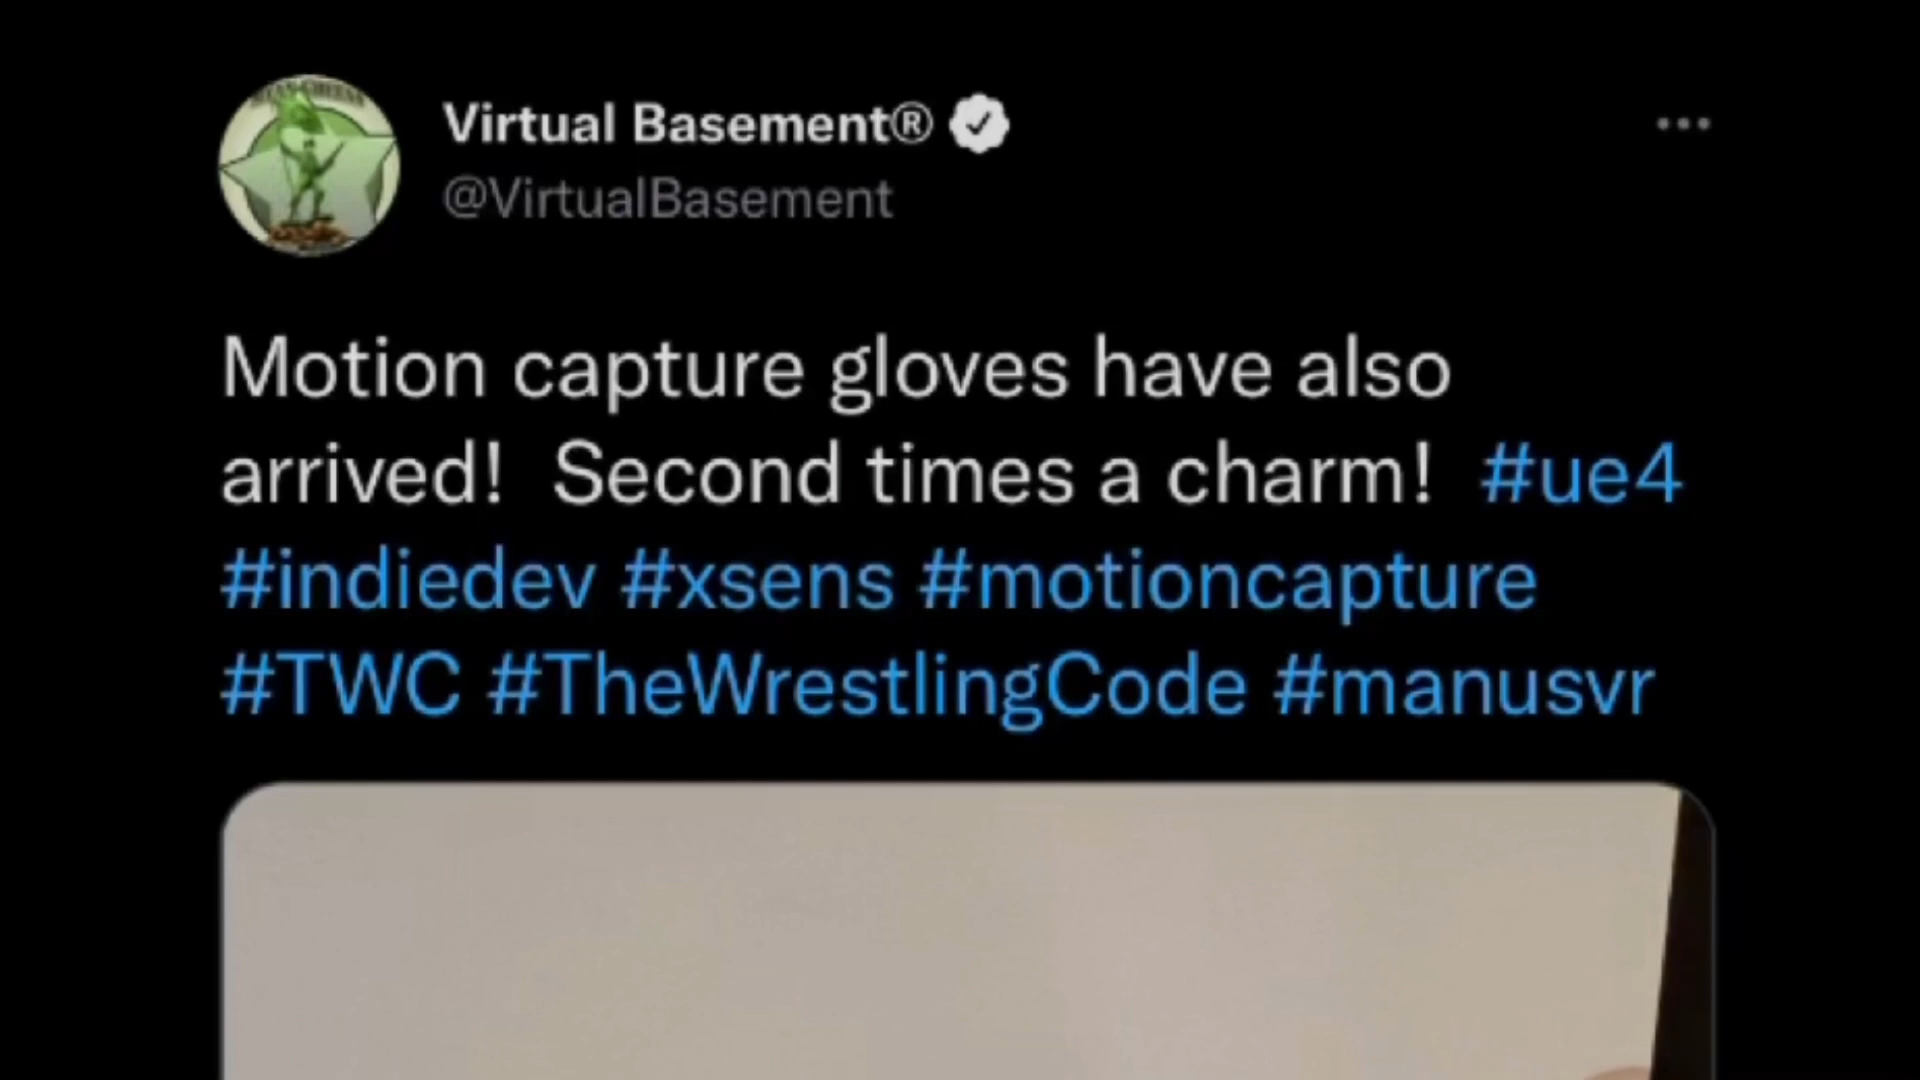 Virtual Basement®
@VirtualBasement
Motion capture gloves have also
arrived!  Second times a charm!  #ue4
#indiedev #xsens #motioncapture
#TWC #TheWrestlingCode #manusvr